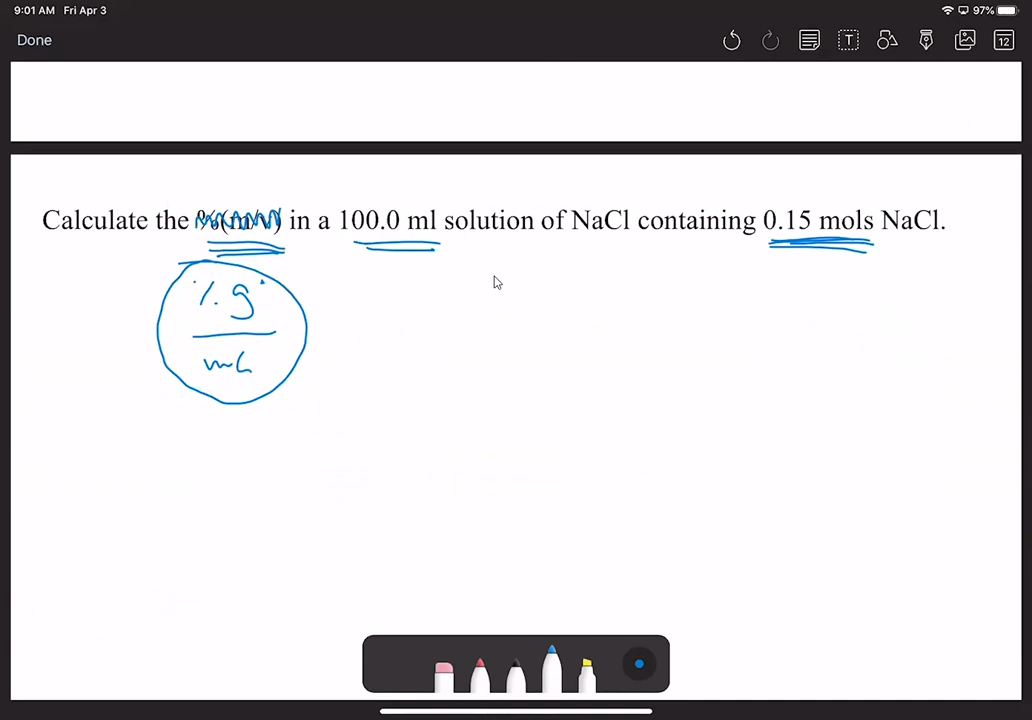 9:01 AM Fri Apr 3
97%
Done
T
12
Calculate the %(m/v) in a 100.0 ml solution of NaCl containing 0.15 mols NaCl.
% g
mL